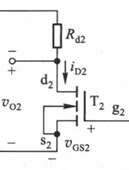 R_d2
−
i_D2
d_2
T_2
v_O2
g_2
+
s_2
v_GS2
−
−